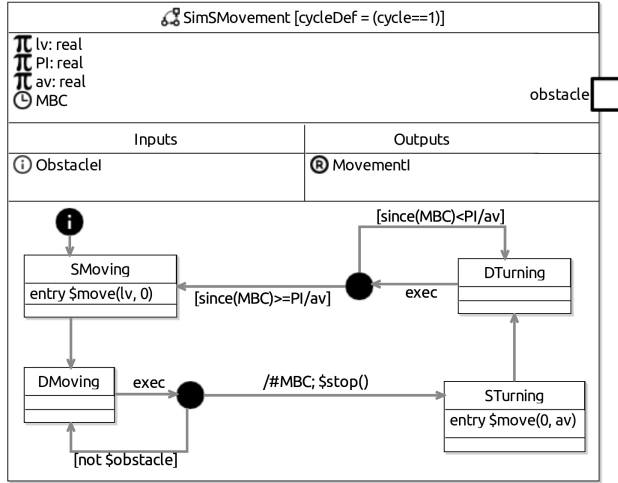 SimSMovement [cycleDef = (cycle==1)]
lv: real
PI: real
av: real
MBC
obstacle
Inputs
Outputs
ObstacleI
MovementI
[since(MBC)<PI/av]
SMoving
entry $move(lv, 0)
DTurning
exec
[since(MBC)>=PI/av]
DMoving
exec
/#MBC; $stop()
STurning
entry $move(0, av)
[not $obstacle]